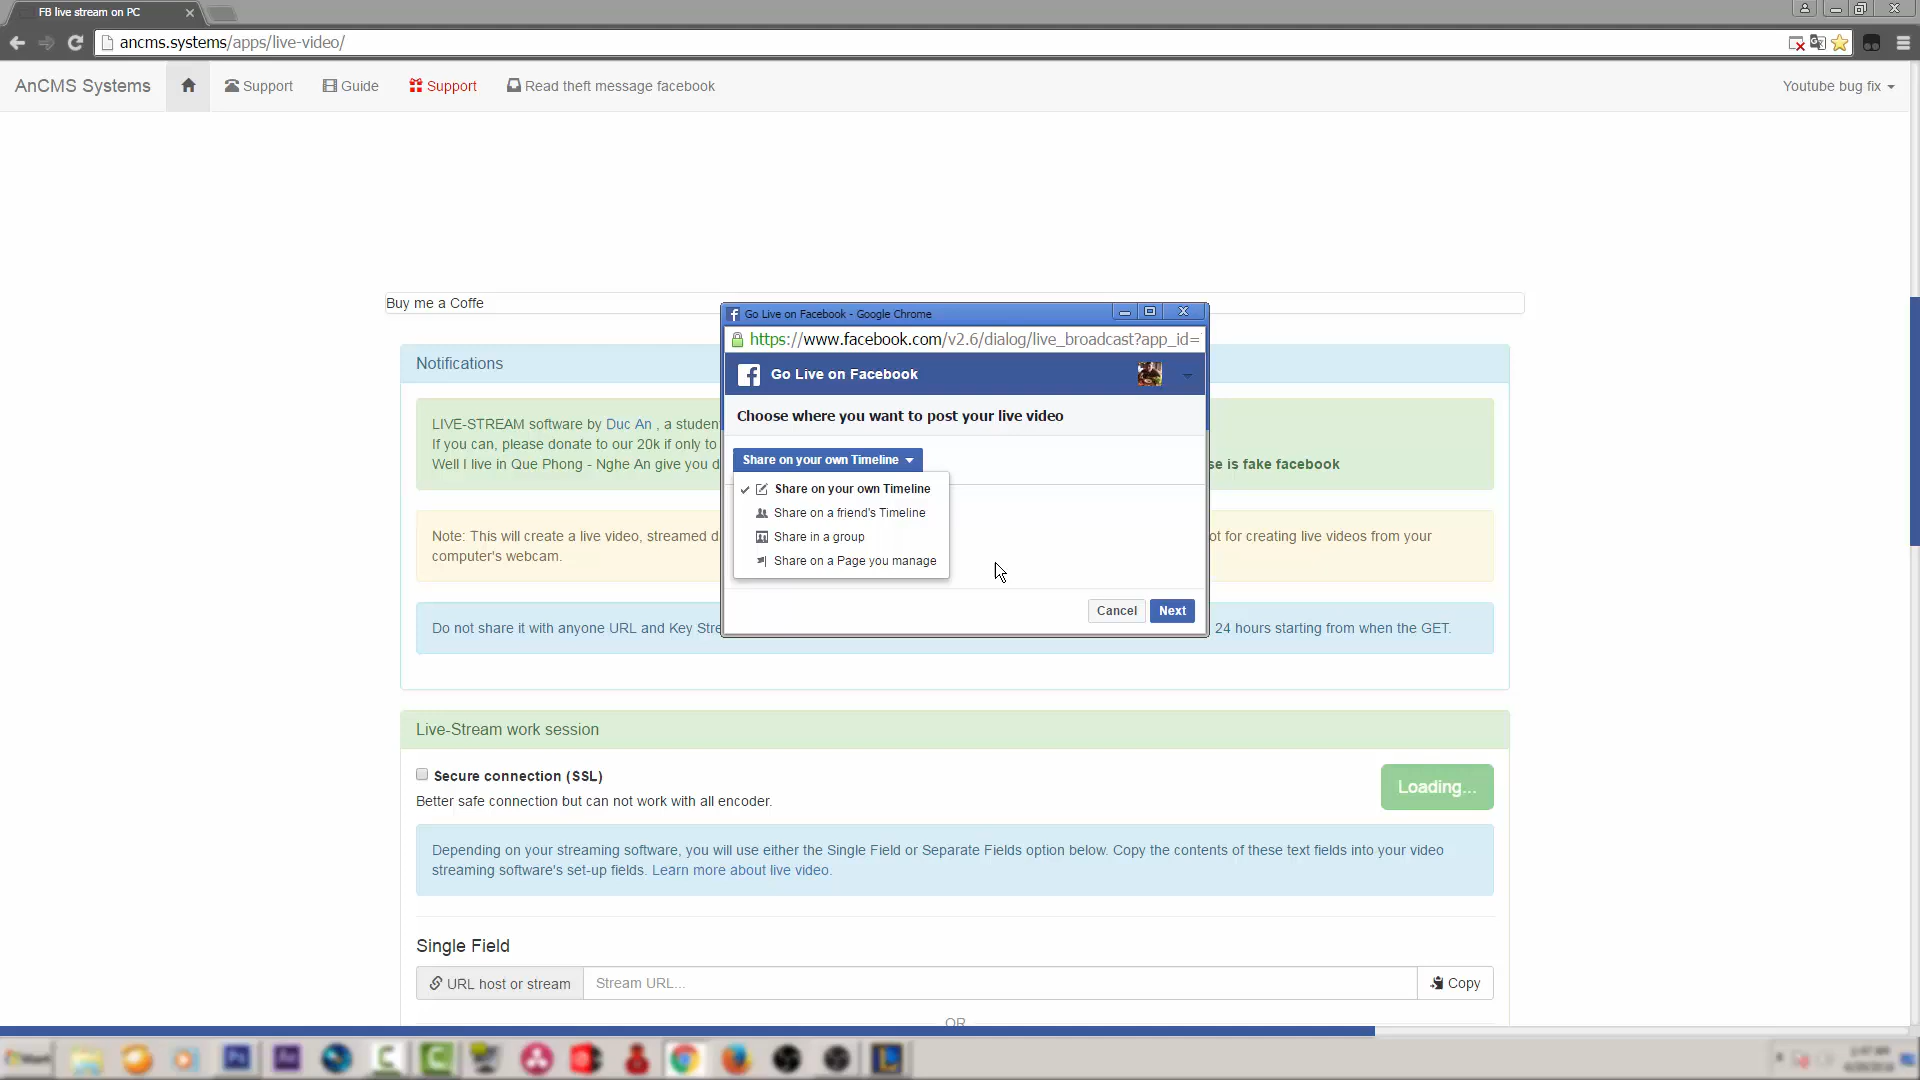 FB live stream on PC
ancms.systems/apps/live-video/
AnCMS Systems
Support
Guide
Support
Read theft message facebook
Youtube bug fix
Buy me a Coffe
Go Live on Facebook - Google Chrome
https://www.facebook.com/v2.6/dialog/live_broadcast?app_id=
Go Live on Facebook
Choose where you want to post your live video
Share on your own Timeline
Share on your own Timeline
Share on a friend's Timeline
Share in a group
Share on a Page you manage
Cancel
Next
Notifications
LIVE-STREAM software by Duc An , a studen
If you can, please donate to our 20k if only to
Well I live in Que Phong - Nghe An give you d
se is fake facebook
Note: This will create a live video, streamed d
ot for creating live videos from your
computer's webcam.
Do not share it with anyone URL and Key Stre
24 hours starting from when the GET.
Live-Stream work session
Secure connection (SSL)
Loading...
Better safe connection but can not work with all encoder.
Depending on your streaming software, you will use either the Single Field or Separate Fields option below. Copy the contents of these text fields into your video
streaming software's set-up fields. Learn more about live video.
Single Field
URL host or stream
Stream URL...
Copy
OR